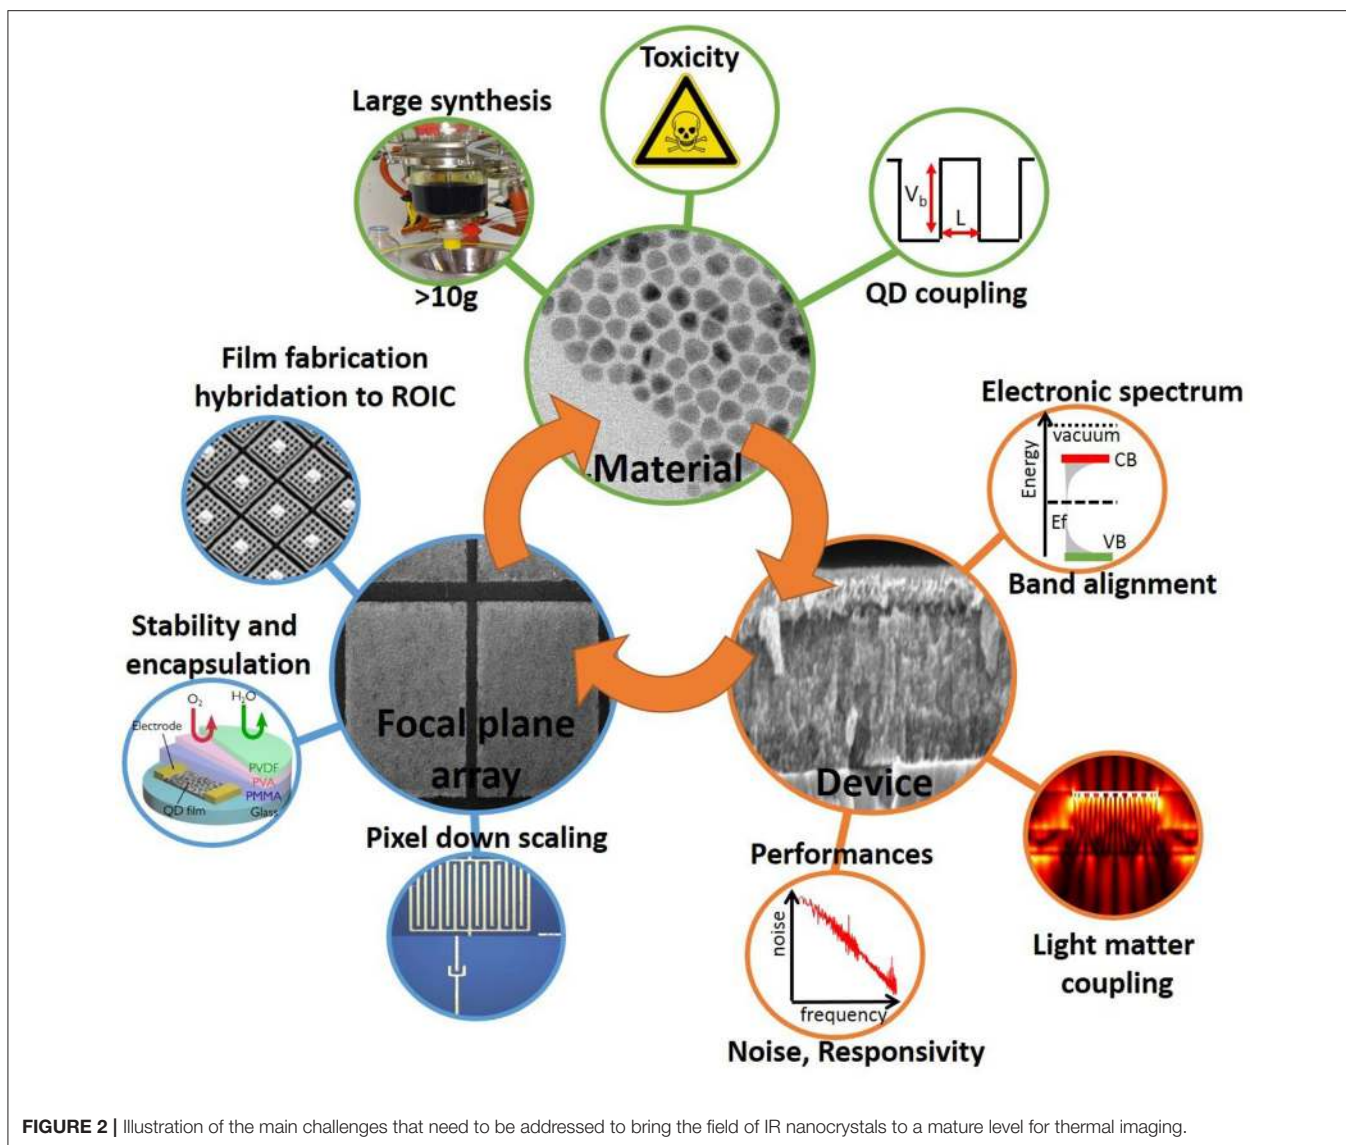 Toxicity
Large synthesis
>10g
V_b
L
QD coupling
Material
Film fabrication
hybridation to ROIC
Electronic spectrum
vacuum
CB
Energy
Ef
VB
Band alignment
Stability and
encapsulation
O2
H2O
Electrode
PVDF
PVA
PMMA
QD film
Glass
Focal plane
array
Device
Pixel down scaling
Performances
noise
frequency
Noise, Responsivity
Light matter
coupling
FIGURE 2 | Illustration of the main challenges that need to be addressed to bring the field of IR nanocrystals to a mature level for thermal imaging.